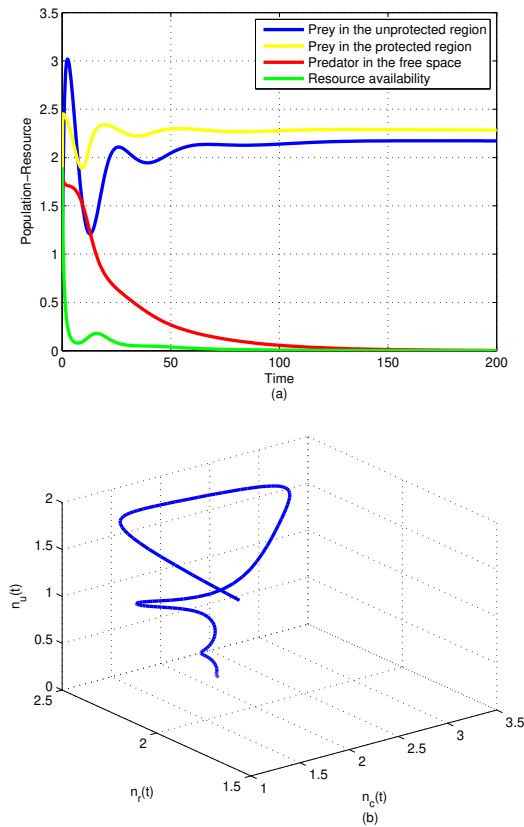 Prey in the unprotected region
Prey in the protected region
Predator in the free space
Resource availability
3.5
3
2.5
2
1.5
1
0.5
0
Population−Resource
0 50 100 150 200
Time
(a)
2
1.5
1
0.5
0
n_u(t)
2.5
2
1.5
n_r(t)
1
1.5
2
2.5
3
3.5
n_c(t)
(b)